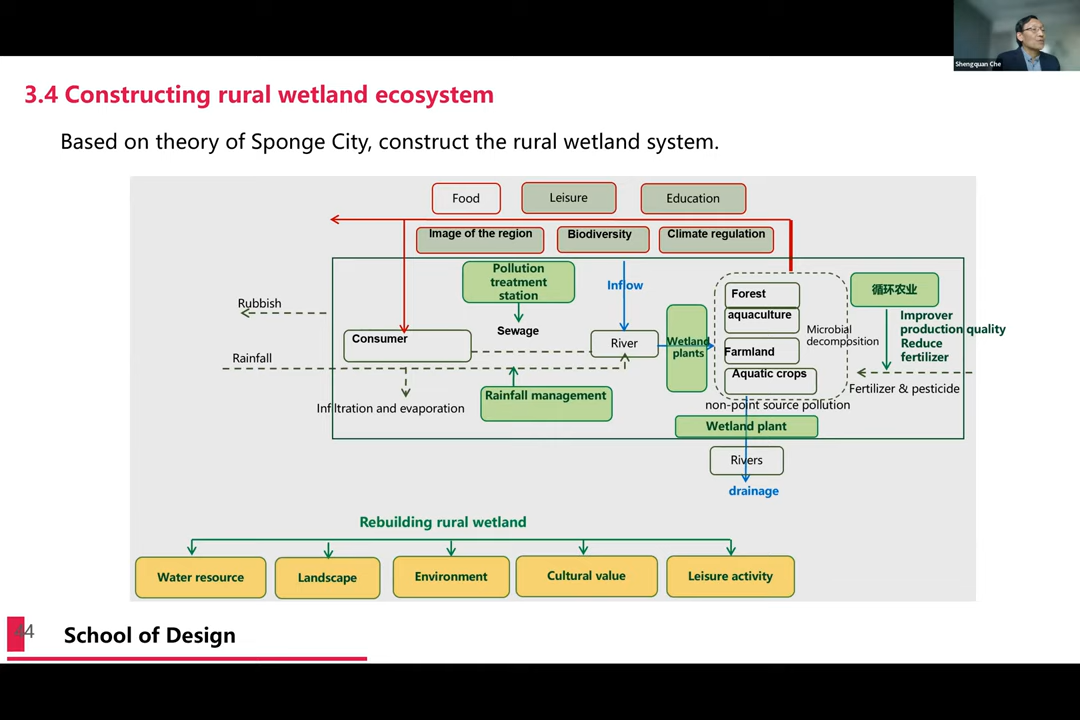 Shengquan Che
3.4 Constructing rural wetland ecosystem
Based on theory of Sponge City, construct the rural wetland system.
Food
Leisure
Education
Image of the region
Biodiversity
Climate regulation
Pollution
treatment
station
Inflow
Forest
循环农业
Rubbish
aquaculture
Improver
production quality
Reduce
fertilizer
Sewage
Microbial
decomposition
Consumer
River
Wetland
plants
Farmland
Rainfall
Aquatic crops
Fertilizer & pesticide
Infiltration and evaporation
Rainfall management
non-point source pollution
Wetland plant
Rivers
drainage
Rebuilding rural wetland
Water resource
Landscape
Environment
Cultural value
Leisure activity
44
School of Design